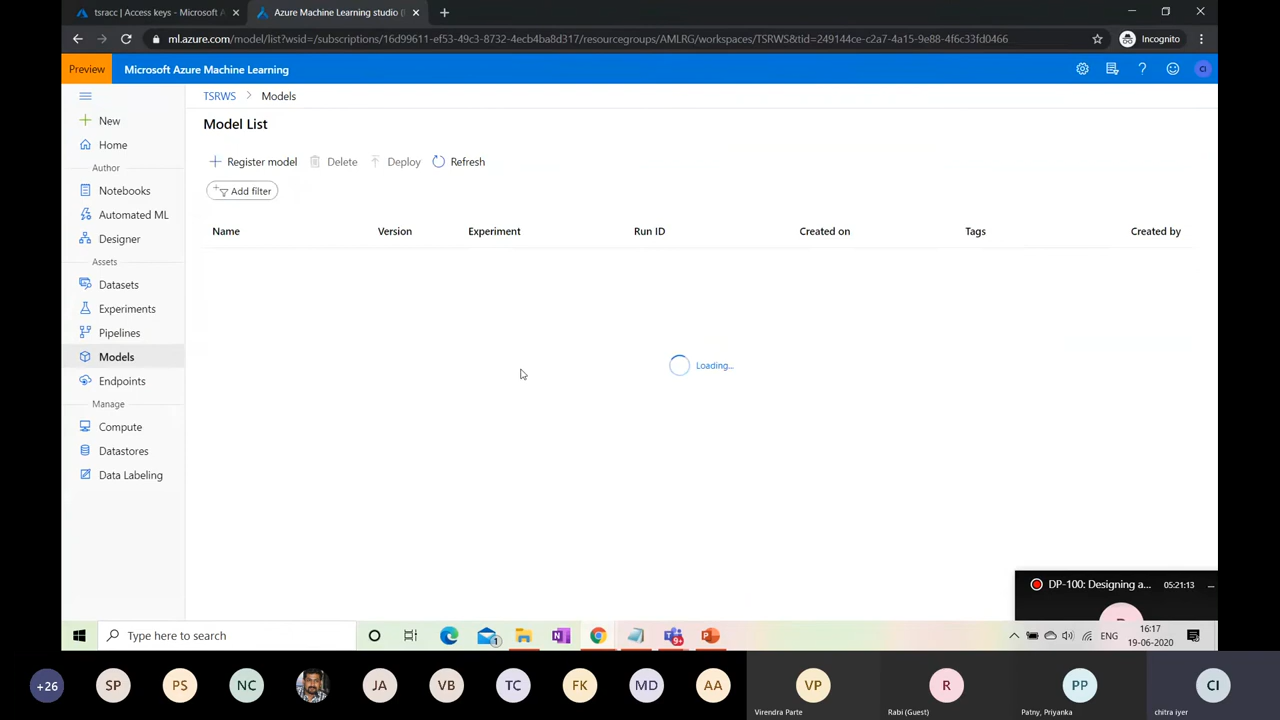 tsracc | Access keys - Microsoft A
Azure Machine Learning studio (
ml.azure.com/model/list?wsid=/subscriptions/16d99611-ef53-49c3-8732-4ecb4ba8d317/resourcegroups/AMLRG/workspaces/TSRWS&tid=249144ce-c2a7-4a15-9e88-4f6c33fd0466
Incognito
Preview
Microsoft Azure Machine Learning
CI
TSRWS > Models
New
Model List
Home
Register model
Delete
Deploy
Refresh
Author
Notebooks
Add filter
Automated ML
Name
Version
Experiment
Run ID
Created on
Tags
Created by
Designer
Assets
Datasets
Experiments
Pipelines
Models
Loading...
Endpoints
Manage
Compute
Datastores
Data Labeling
DP-100: Designing a...
05:21:13
Type here to search
1
9+
ENG
16:17
19-06-2020
+26
SP
PS
NC
JA
VB
TC
FK
MD
AA
VP
R
PP
CI
Virendra Parte
Rabi (Guest)
Patny, Priyanka
chitra iyer